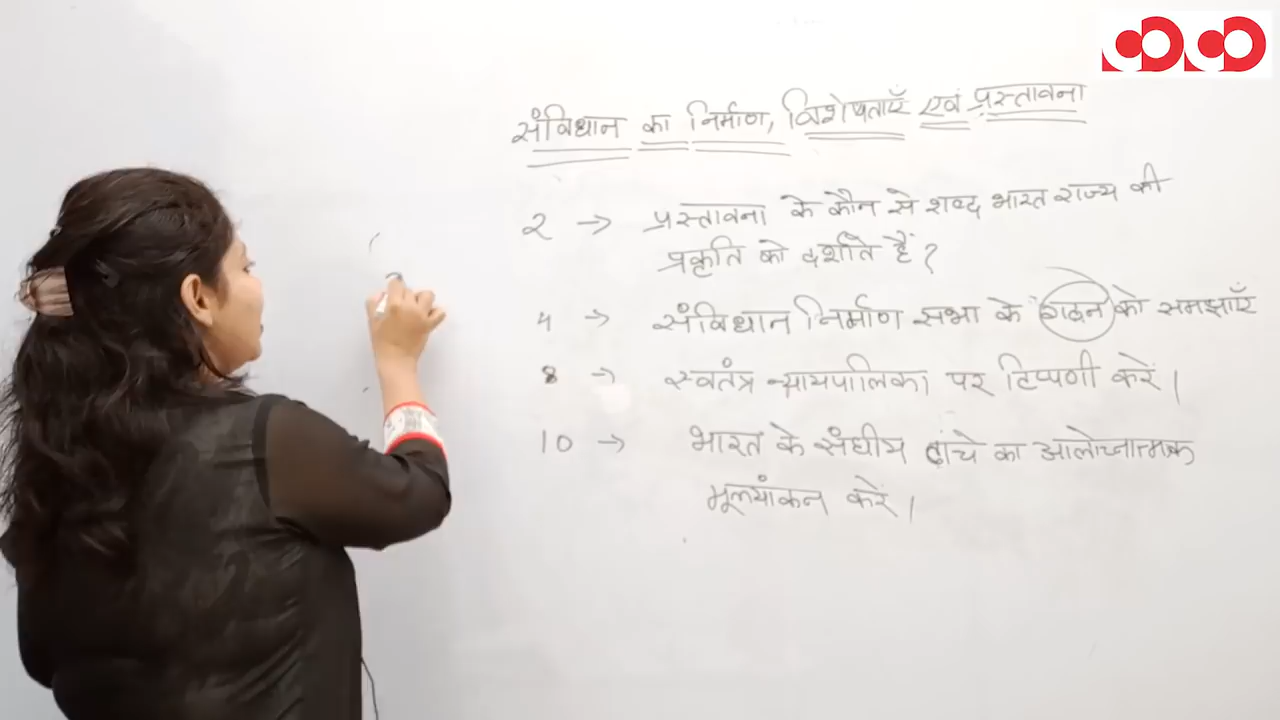 संविधान का निर्माण, विशेषताएँ एवं प्रस्तावना
2 → प्रस्तावना के कौन से शब्द भारत राज्य की
प्रकृति को दर्शाते हैं?
4 → संविधान निर्माण सभा के गठन को समझाएँ
8 → स्वतंत्र न्यायपालिका पर टिप्पणी करें।
10 → भारत के संघीय ढांचे का आलोच्नात्मक
मूल्यांकन करें।